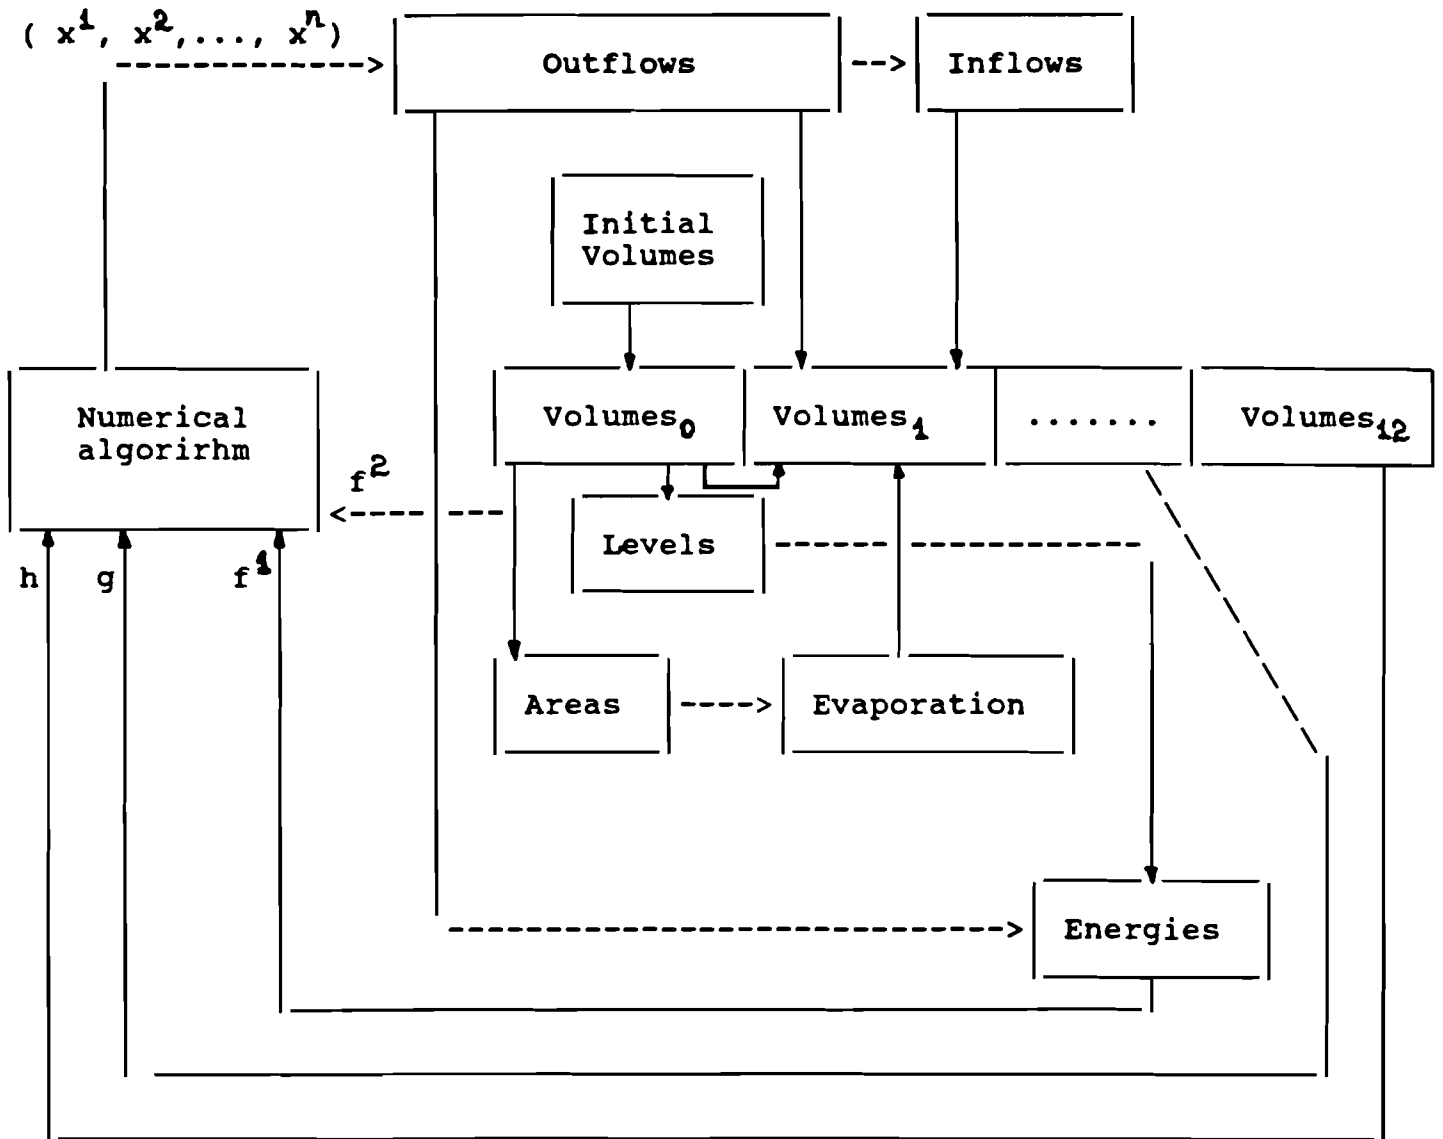 ( x¹, x²,..., xⁿ)
Outflows
Inflows
Initial
Volumes
Numerical
algorirhm
Volumes₀
Volumes₁
.......
Volumes₁₂
f²
Levels
h
g
f¹
Areas
Evaporation
Energies